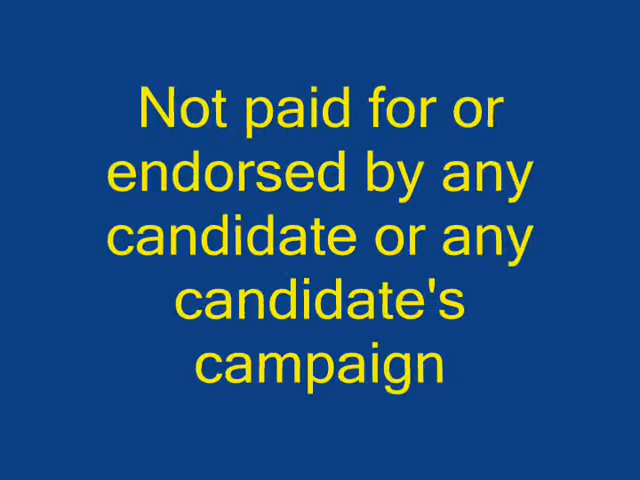 Not paid for or
endorsed by any
candidate or any
candidate's
campaign